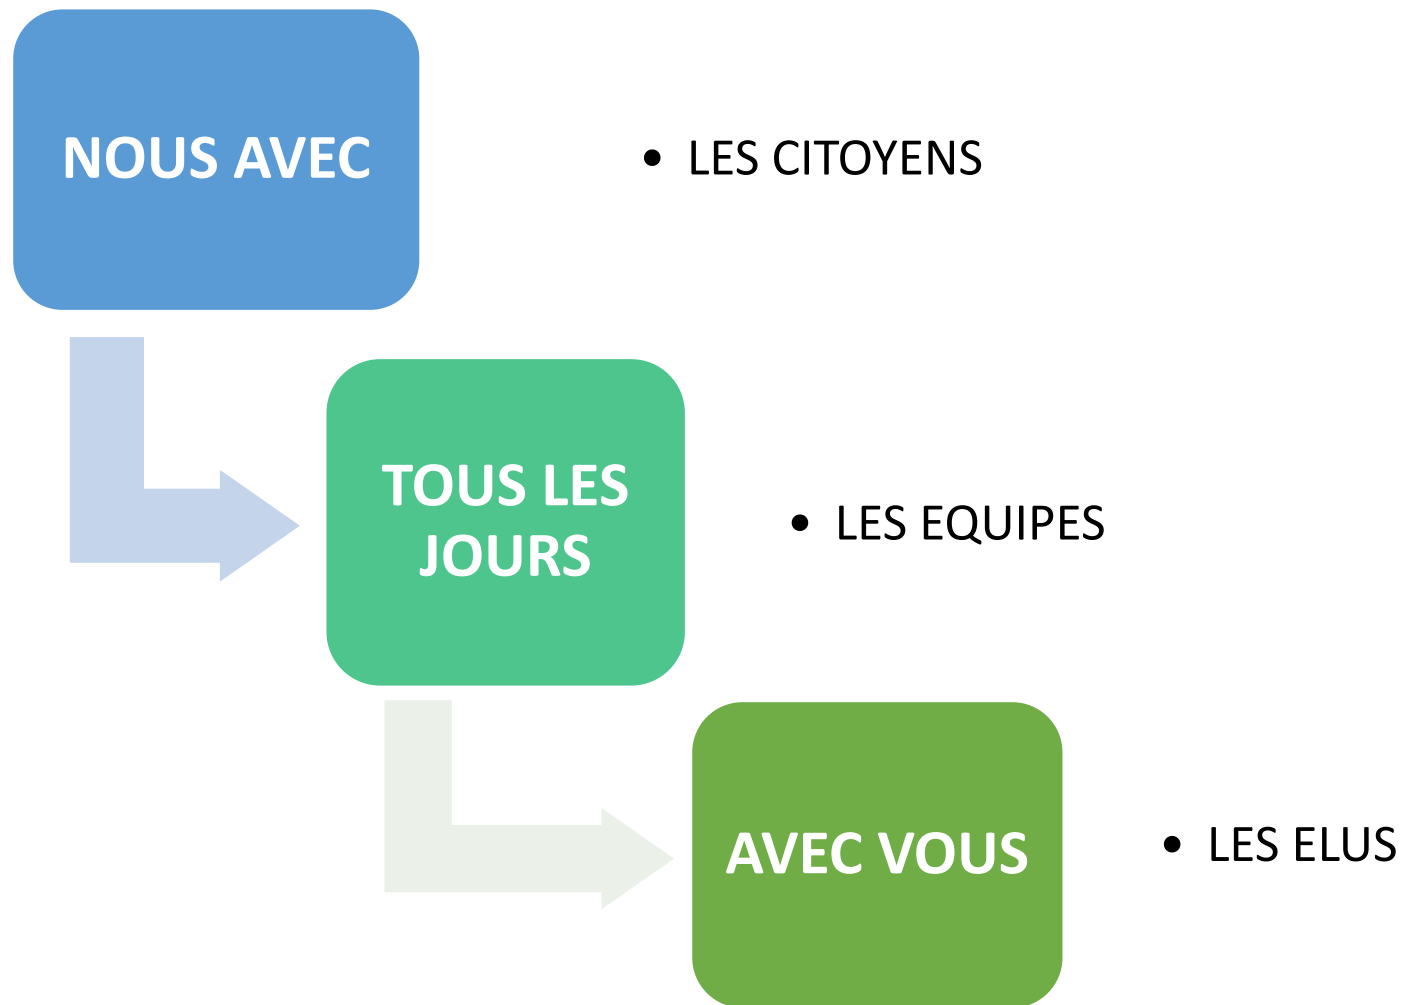 NOUS AVEC
• LES CITOYENS
TOUS LES
JOURS
• LES EQUIPES
AVEC VOUS
• LES ELUS